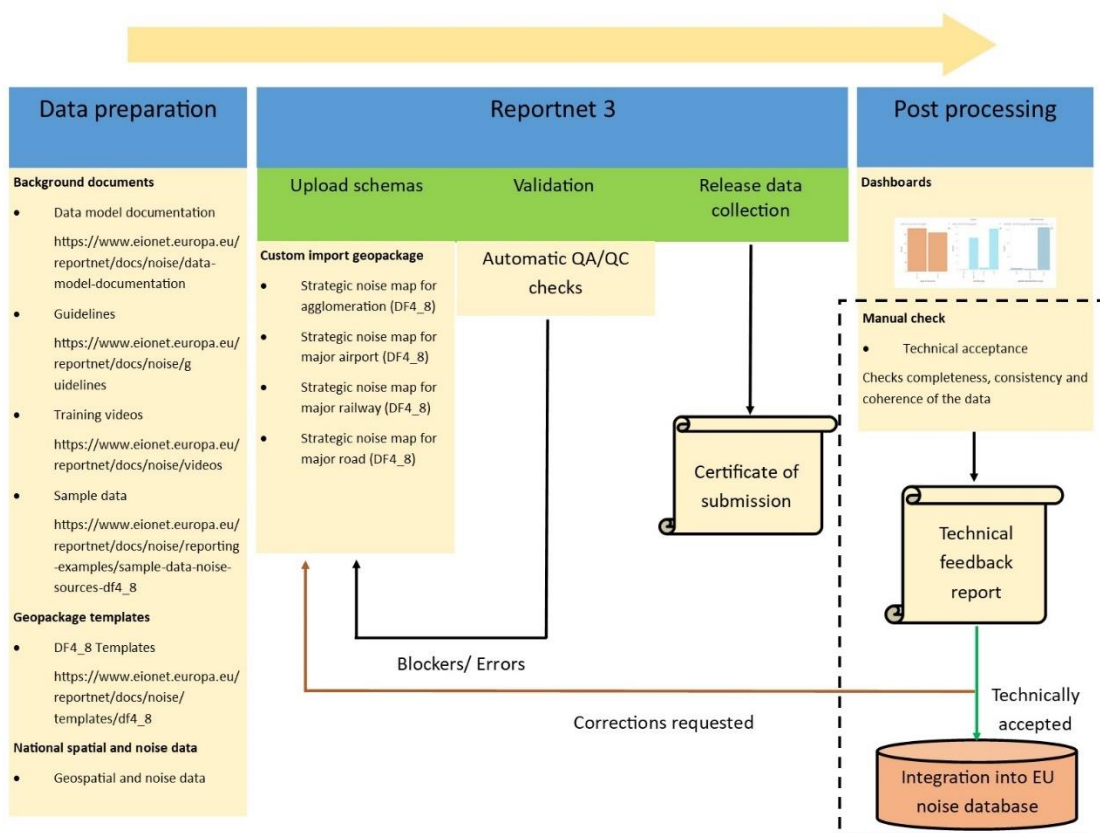 Data preparation
Background documents
• Data model documentation
https://www.eionet.europa.eu/
reportnet/docs/noise/data-
model-documentation
• Guidelines
https://www.eionet.europa.eu/
reportnet/docs/noise/g
uidelines
• Training videos
https://www.eionet.europa.eu/
reportnet/docs/noise/videos
• Sample data
https://www.eionet.europa.eu/
reportnet/docs/noise/reporting
-examples/sample-data-noise-
sources-df4_8
Geopackage templates
• DF4_8 Templates
https://www.eionet.europa.eu/
reportnet/docs/noise/
templates/df4_8
National spatial and noise data
• Geospatial and noise data
Reportnet 3
Upload schemas
Custom import geopackage
• Strategic noise map for
agglomeration (DF4_8)
• Strategic noise map for
major airport (DF4_8)
• Strategic noise map for
major railway (DF4_8)
• Strategic noise map for
major road (DF4_8)
Validation
Automatic QA/QC
checks
Blockers/ Errors
Release data
collection
Certificate of
submission
Corrections requested
Post processing
Dashboards
Manual check
• Technical acceptance
Checks completeness, consistency and
coherence of the data
Technical
feedback
report
Technically
accepted
Integration into EU
noise database